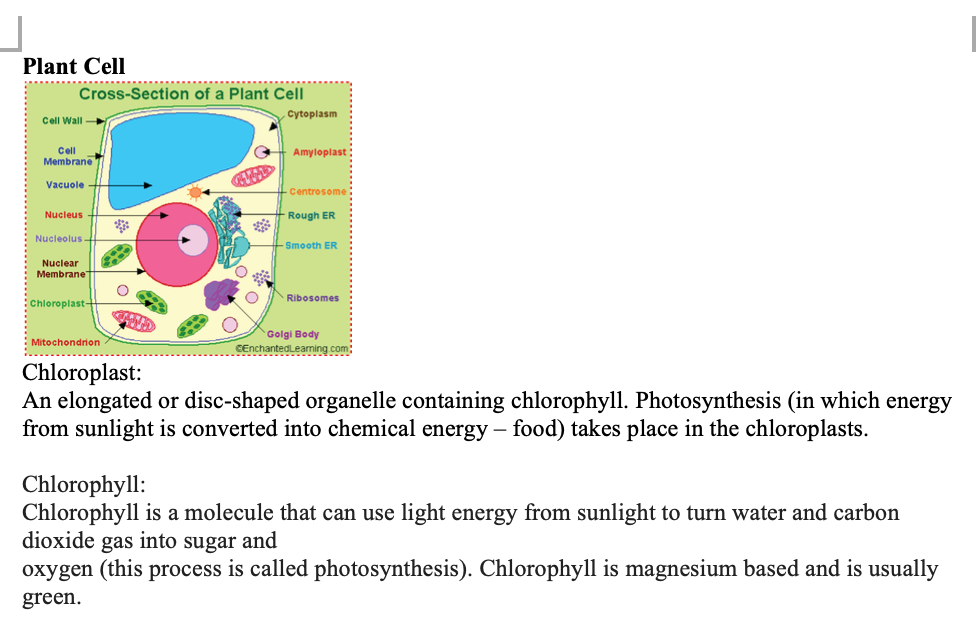 Plant Cell
Cross-Section of a Plant Cell
Cell Wall
Cytoplasm
Cell
Membrane
Amyloplast
Vacuole
Centrosome
Nucleus
Rough ER
Nucleolus
Smooth ER
Nuclear
Membrane
Chloroplast
Ribosomes
Mitochondrion
Golgi Body
©EnchantedLearning.com
Chloroplast:
An elongated or disc-shaped organelle containing chlorophyll. Photosynthesis (in which energy
from sunlight is converted into chemical energy – food) takes place in the chloroplasts.
Chlorophyll:
Chlorophyll is a molecule that can use light energy from sunlight to turn water and carbon
dioxide gas into sugar and
oxygen (this process is called photosynthesis). Chlorophyll is magnesium based and is usually
green.